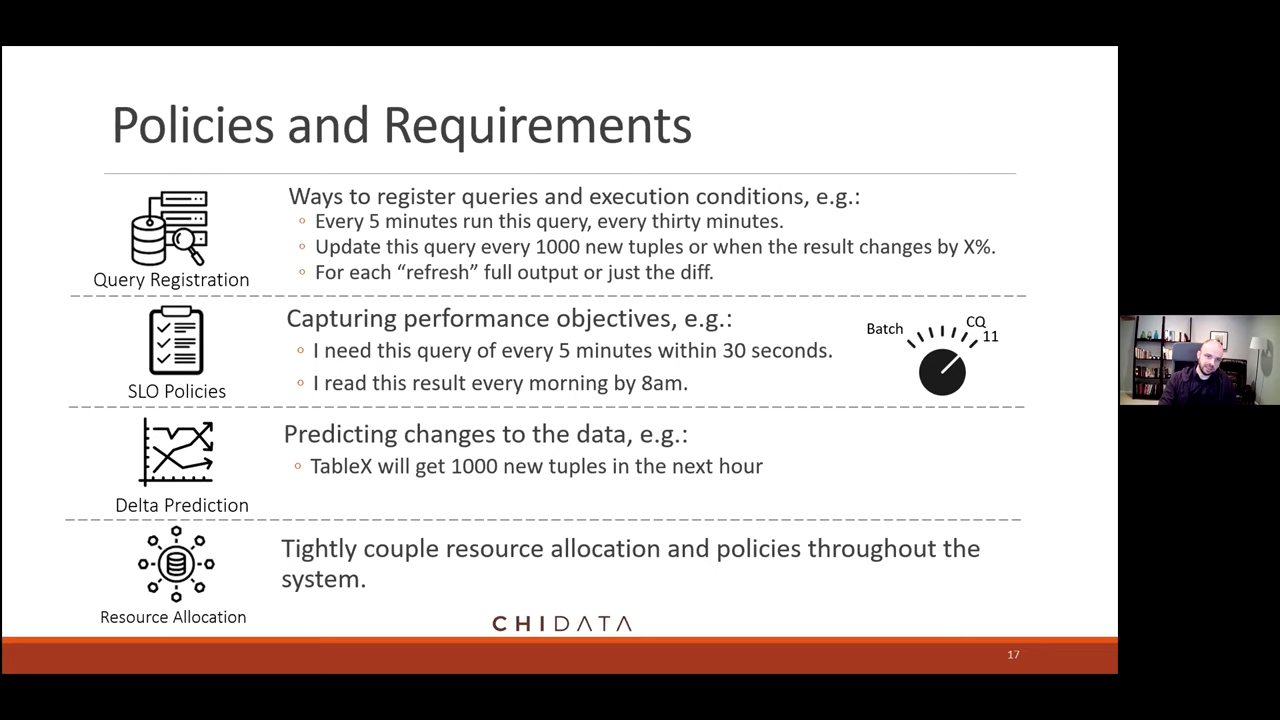 Policies and Requirements
Ways to register queries and execution conditions, e.g.:
◦ Every 5 minutes run this query, every thirty minutes.
◦ Update this query every 1000 new tuples or when the result changes by X%.
◦ For each “refresh” full output or just the diff.
Query Registration
Capturing performance objectives, e.g.:
◦ I need this query of every 5 minutes within 30 seconds.
◦ I read this result every morning by 8am.
SLO Policies
Batch
CQ
11
Predicting changes to the data, e.g.:
◦ TableX will get 1000 new tuples in the next hour
Delta Prediction
Tightly couple resource allocation and policies throughout the
system.
Resource Allocation
CHIDATA
17